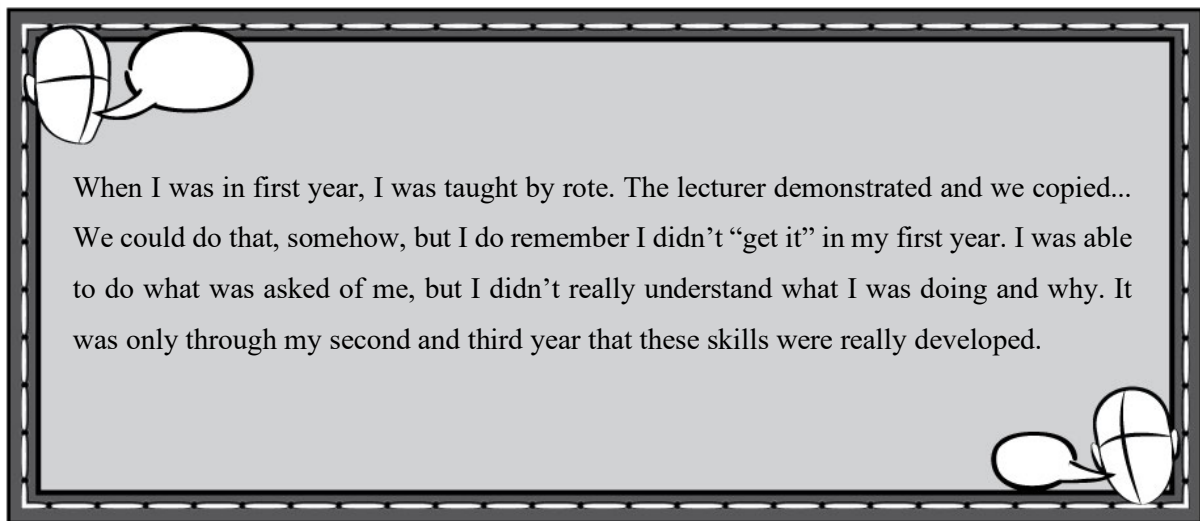 When I was in first year, I was taught by rote. The lecturer demonstrated and we copied...
We could do that, somehow, but I do remember I didn’t “get it” in my first year. I was able
to do what was asked of me, but I didn’t really understand what I was doing and why. It
was only through my second and third year that these skills were really developed.